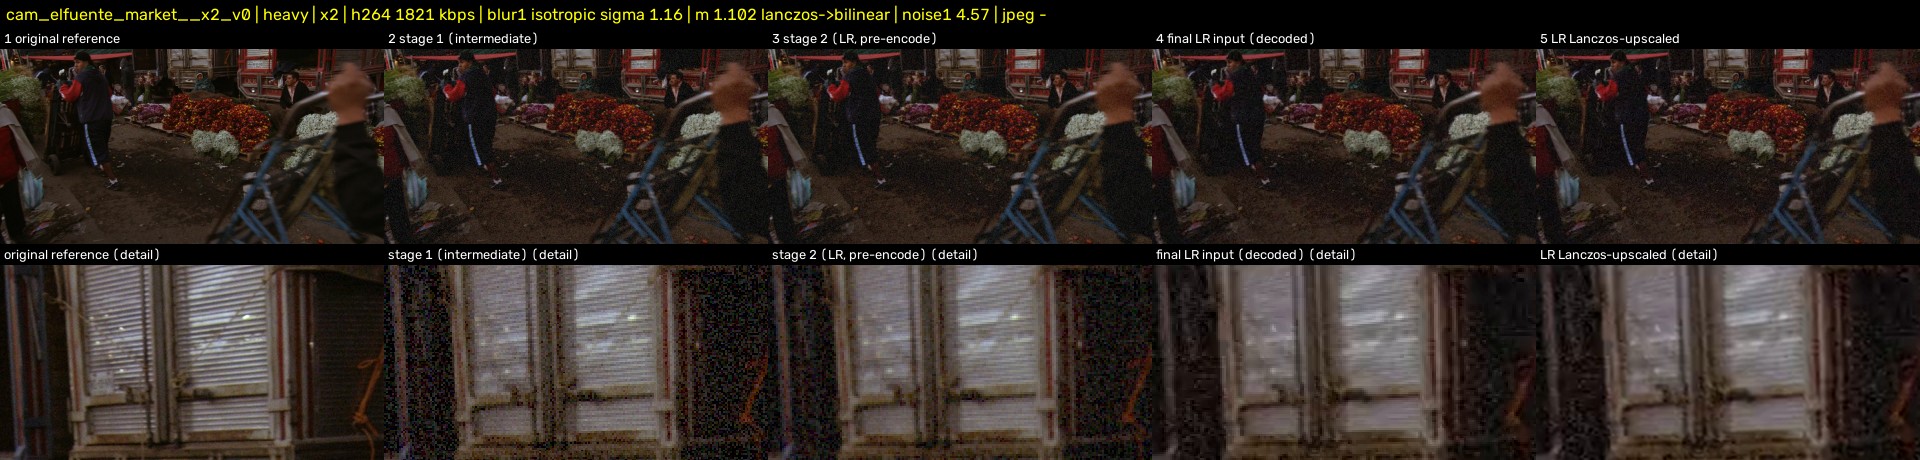 cam_elfuente_market__x2_v0 | heavy | x2 | h264 1821 kbps | blur1 isotropic sigma 1.16 | m 1.102 lanczos->bilinear | noise1 4.57 | jpeg -
1 original reference
2 stage 1 (intermediate)
3 stage 2 (LR, pre-encode)
4 final LR input (decoded)
5 LR Lanczos-upscaled
original reference (detail)
stage 1 (intermediate) (detail)
stage 2 (LR, pre-encode) (detail)
final LR input (decoded) (detail)
LR Lanczos-upscaled (detail)